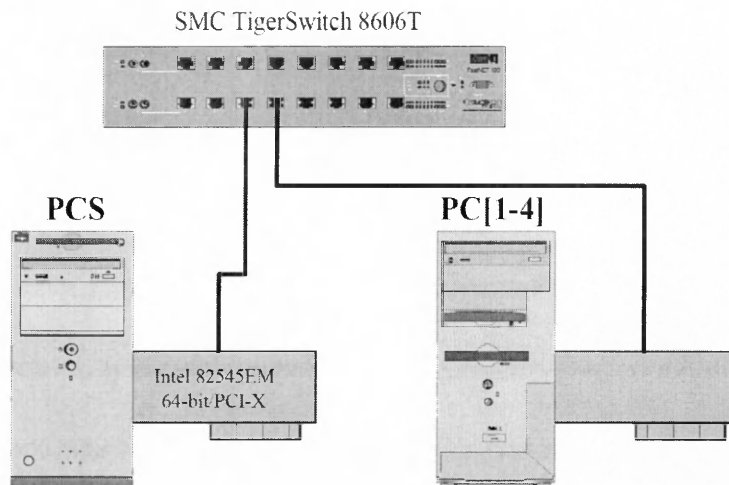 SMC TigerSwitch 8606T
PCS
PC[1-4]
Intel 82545EM
64-bit/PCI-X